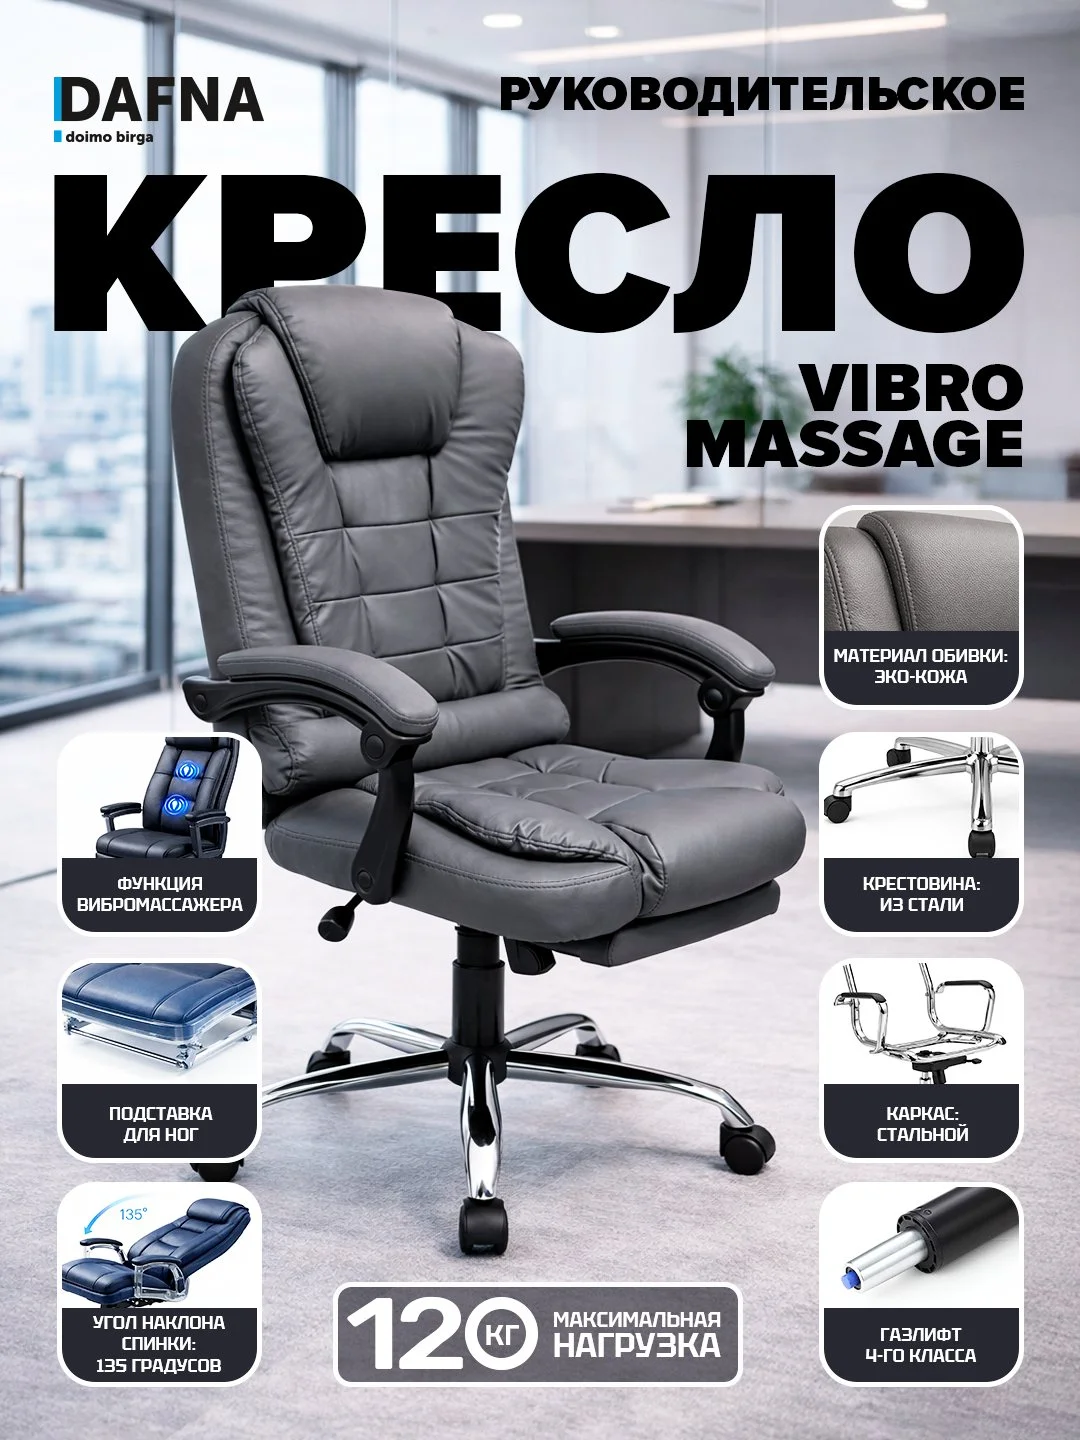 DAFNA
doimo birga
РУКОВОДИТЕЛЬСКОЕ
КРЕСЛО
VIBRO
MASSAGE
МАТЕРИАЛ ОБИВКИ:
ЭКО-КОЖА
ФУНКЦИЯ
ВИБРОМАССАЖЕРА
КРЕСТОВИНА:
ИЗ СТАЛИ
ПОДСТАВКА
ДЛЯ НОГ
КАРКАС:
СТАЛЬНОЙ
135°
УГОЛ НАКЛОНА
СПИНКИ:
135 ГРАДУСОВ
120 КГ
МАКСИМАЛЬНАЯ
НАГРУЗКА
ГАЗЛИФТ
4-ГО КЛАССА